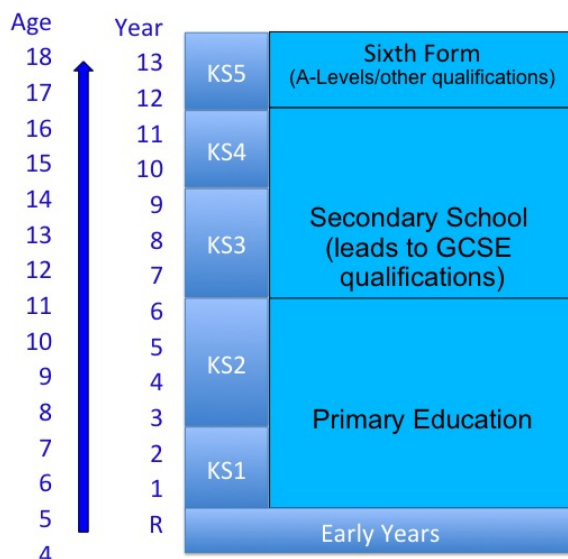 Age
18
17
16
15
14
13
12
11
10
9
8
7
6
5
4
Year
13
12
11
10
9
8
7
6
5
4
3
2
1
R
KS5
KS4
KS3
KS2
KS1
Sixth Form
(A-Levels/other qualifications)
Secondary School
(leads to GCSE
qualifications)
Primary Education
Early Years